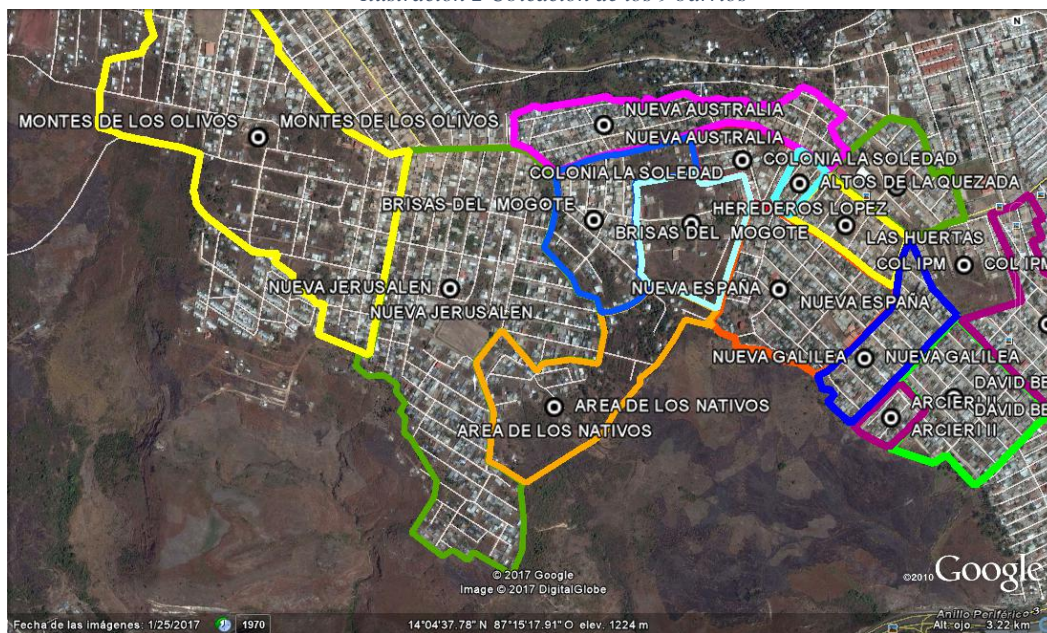 Ilustración 2 Ubicación de los 9 barrios
N
NUEVA AUSTRALIA
MONTES DE LOS OLIVOS
MONTES DE LOS OLIVOS
NUEVA AUSTRALIA
COLONIA LA SOLEDAD
COLONIA LA SOLEDAD
ALTOS DE LA QUEZADA
BRISAS DEL MOGOTE
HEREDEROS LOPEZ
BRISAS DEL MOGOTE
LAS HUERTAS
COL IPM
COL IPM
NUEVA JERUSALEN
NUEVA ESPAÑA
NUEVA ESPAÑA
NUEVA JERUSALEN
NUEVA GALILEA
NUEVA GALILEA
DAVID BE
ARCIERI II
AREA DE LOS NATIVOS
DAVID BE
AREA DE LOS NATIVOS
ARCIERI II
© 2017 Google
Image © 2017 DigitalGlobe
©2010 Google
Anillo Periférico
Fecha de las imágenes: 1/25/2017 1970 14°04'37.78" N 87°15'17.91" O elev. 1224 m Alt. ojo 3.22 km